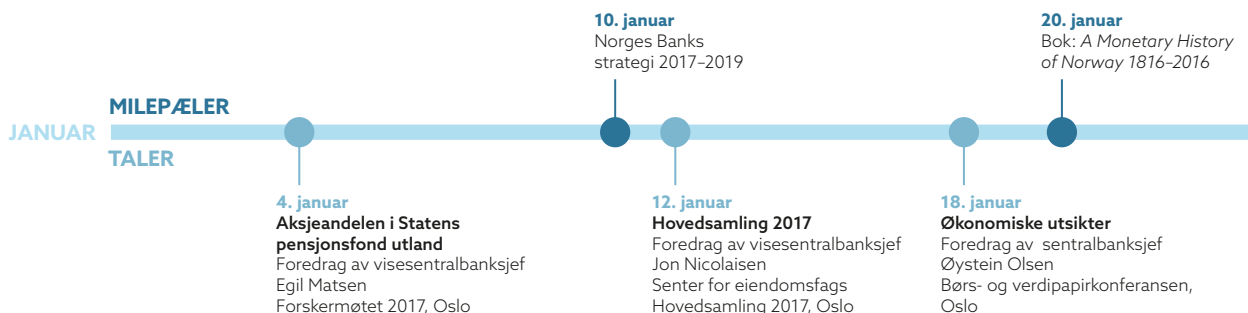 10. januar
Norges Banks
strategi 2017–2019
20. januar
Bok: A Monetary History
of Norway 1816–2016
MILEPÆLER
JANUAR
TALER
4. januar
Aksjeandelen i Statens
pensjonsfond utland
Foredrag av visesentralbanksjef
Egil Matsen
Forskermøtet 2017, Oslo
12. januar
Hovedsamling 2017
Foredrag av visesentralbanksjef
Jon Nicolaisen
Senter for eiendomsfags
Hovedsamling 2017, Oslo
18. januar
Økonomiske utsikter
Foredrag av sentralbanksjef
Øystein Olsen
Børs- og verdipapirkonferansen,
Oslo